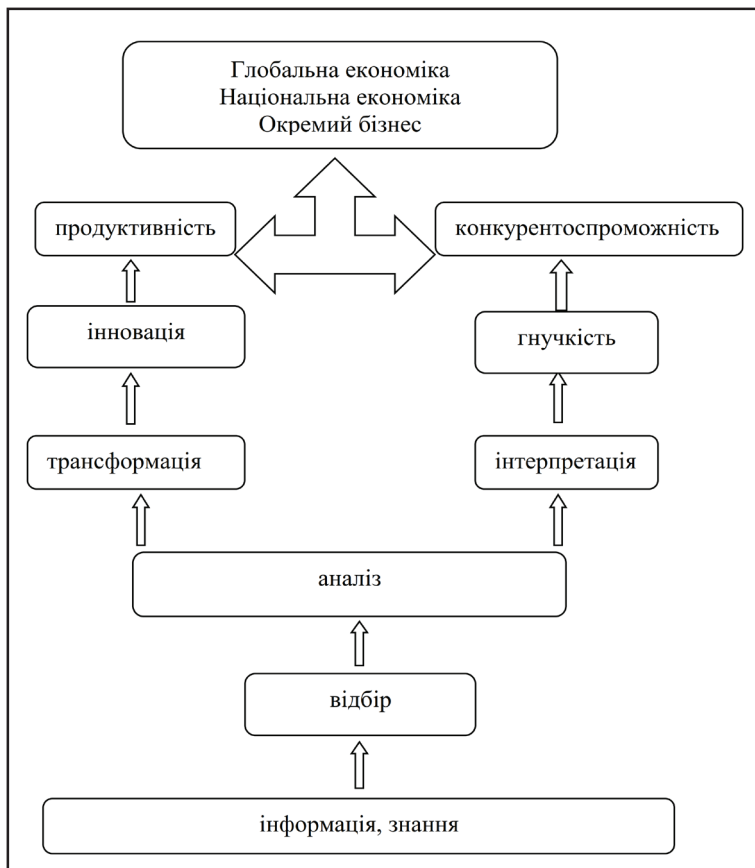 Глобальна економіка
Національна економіка
Окремий бізнес
продуктивність
конкурентоспроможність
інновація
гнучкість
трансформація
інтерпретація
аналіз
відбір
інформація, знання